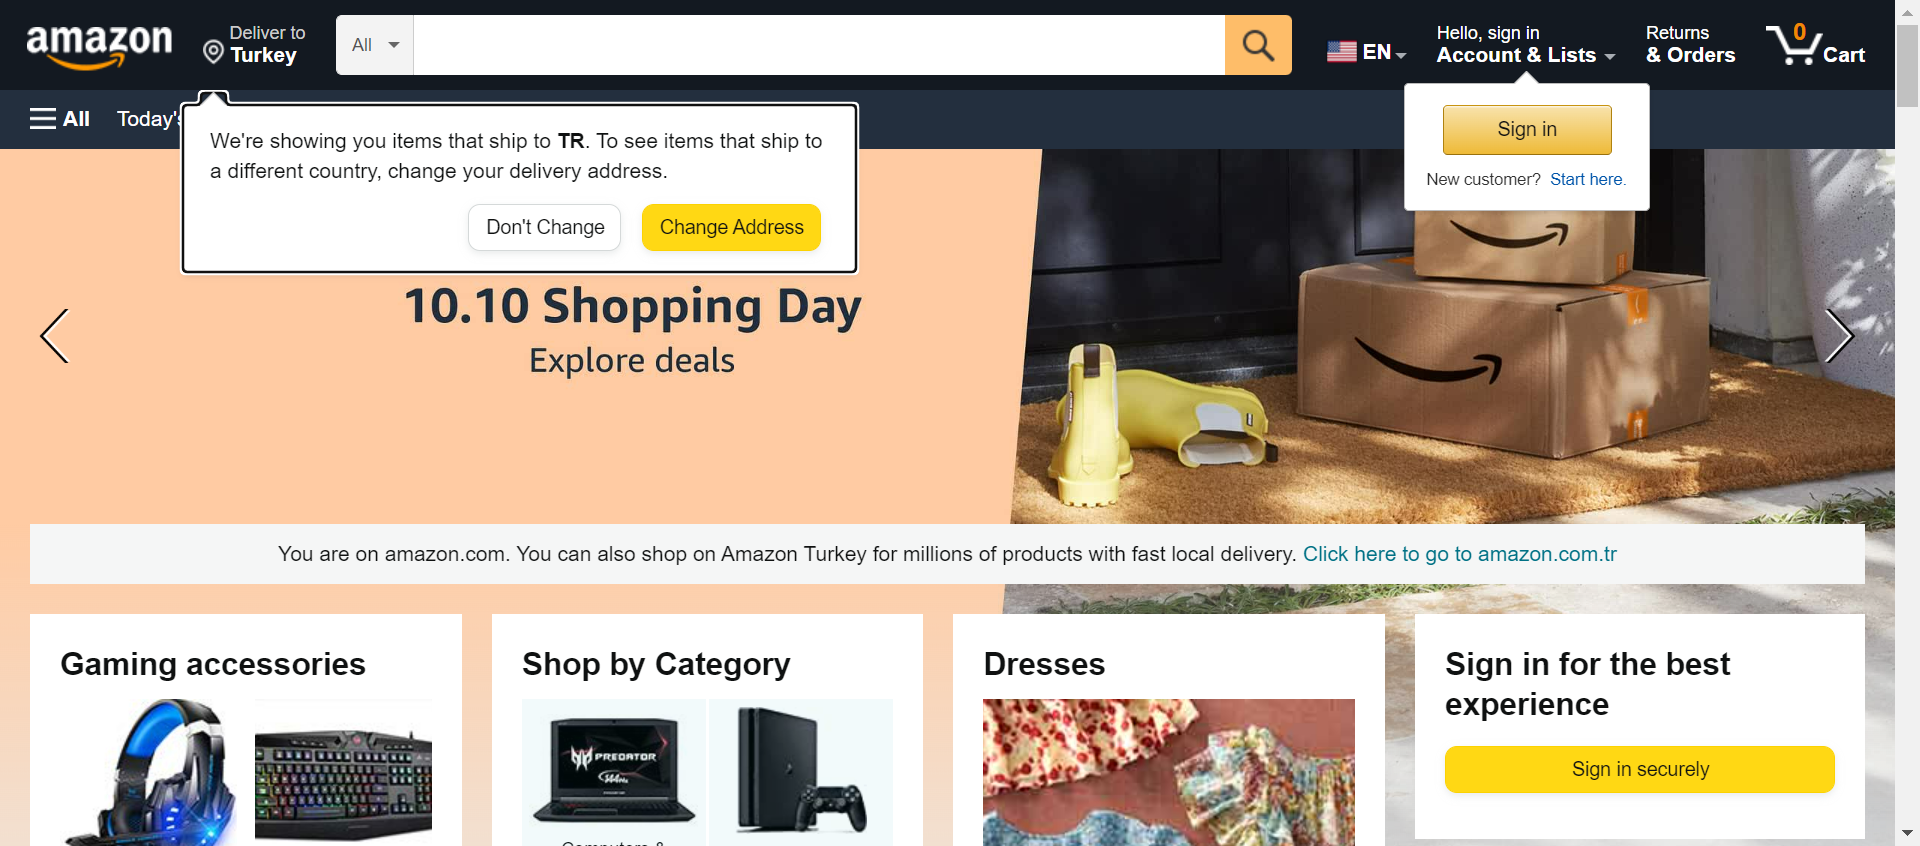 amazon
Deliver to
Turkey
All
EN
Hello, sign in
Account & Lists
Returns
& Orders
0
Cart
All
Today's
We're showing you items that ship to TR. To see items that ship to
a different country, change your delivery address.
Don't Change
Change Address
Sign in
New customer? Start here.
10.10 Shopping Day
Explore deals
You are on amazon.com. You can also shop on Amazon Turkey for millions of products with fast local delivery. Click here to go to amazon.com.tr
Gaming accessories
Shop by Category
Dresses
Sign in for the best
experience
PREDATOR
144Hz
Sign in securely
Computers &